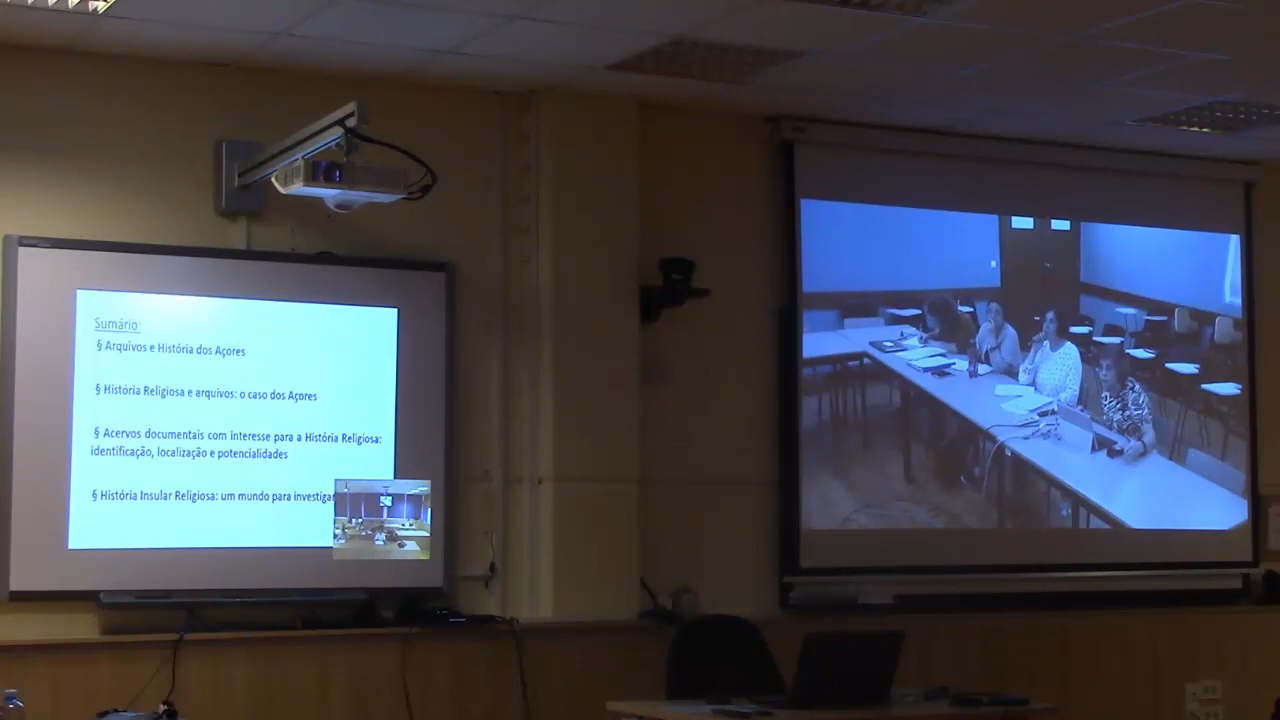 Sumário:
§ Arquivos e História dos Açores
§ História Religiosa e arquivos: o caso dos Açores
§ Acervos documentais com interesse para a História Religiosa:
identificação, localização e potencialidades
§ História Insular Religiosa: um mundo para investigar